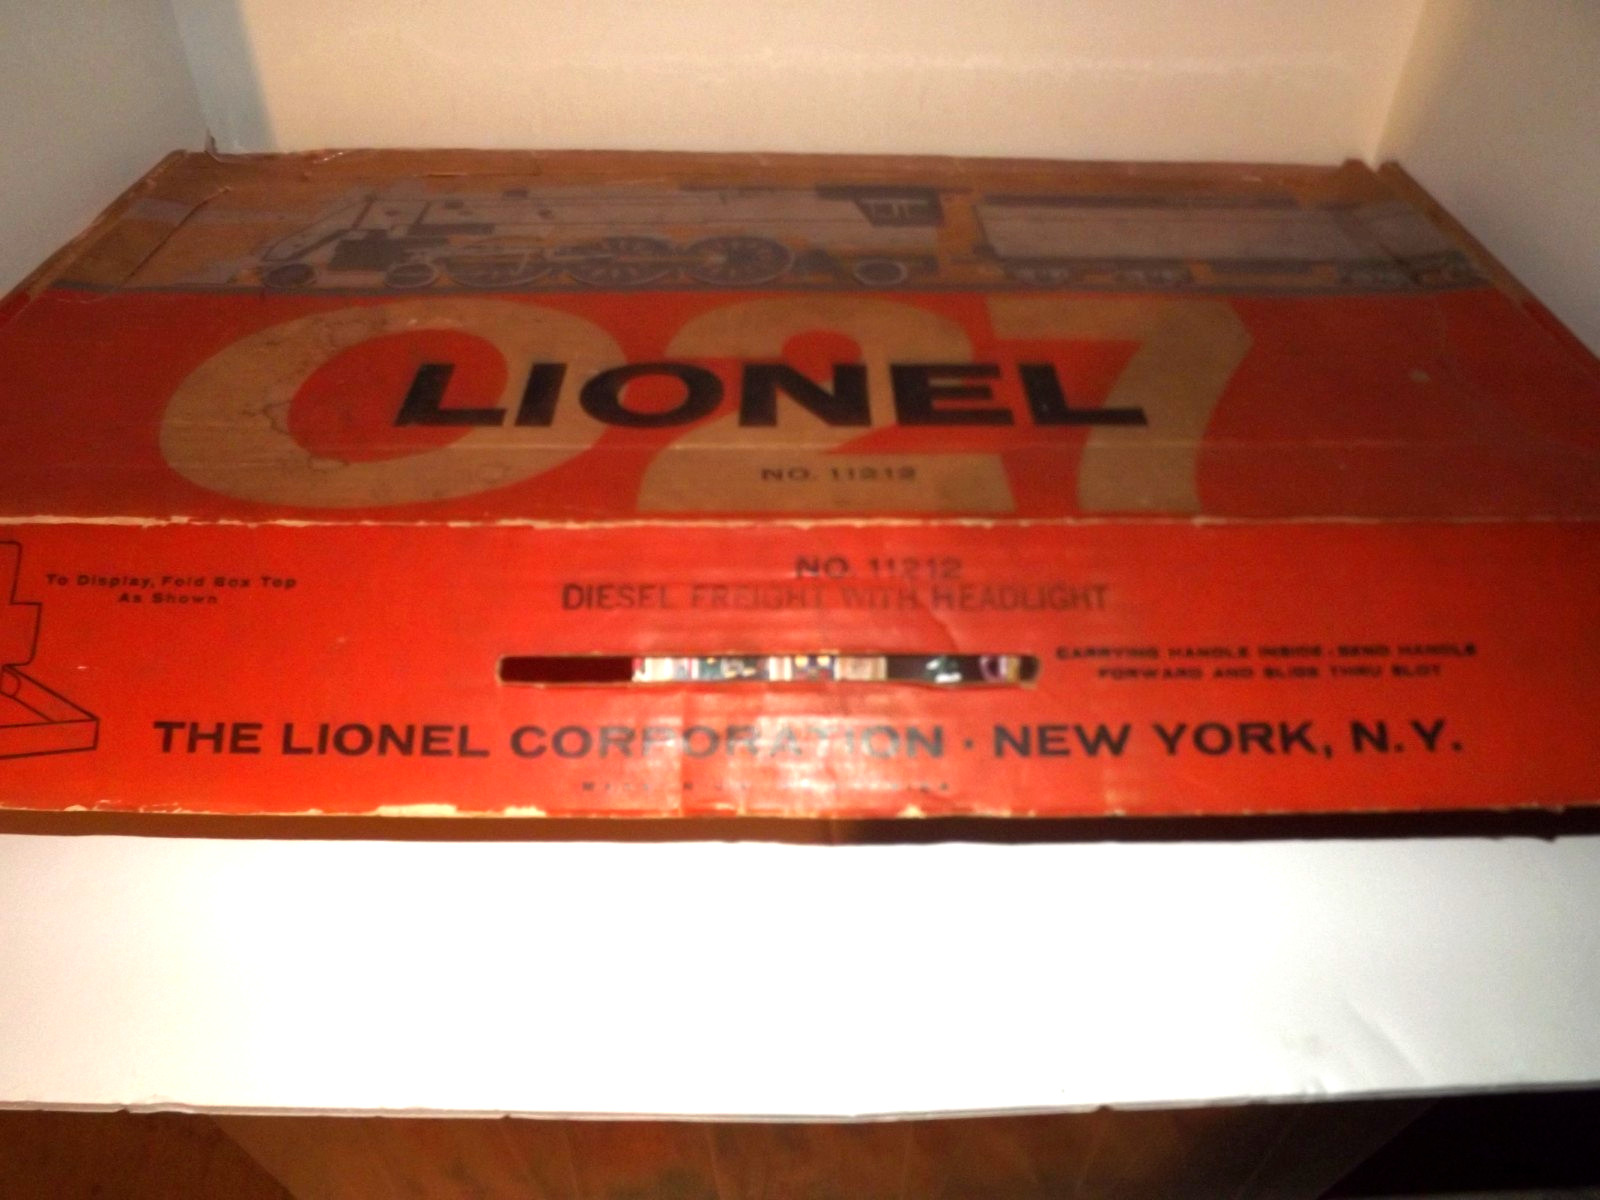 027
LIONEL
NO. 11212
To Display, Fold Box Top
As Shown
NO. 11212
DIESEL FREIGHT WITH HEADLIGHT
CARRYING HANDLE INSIDE - BEND HANDLE
FORWARD AND SLIDE THRU SLOT
THE LIONEL CORPORATION · NEW YORK, N.Y.